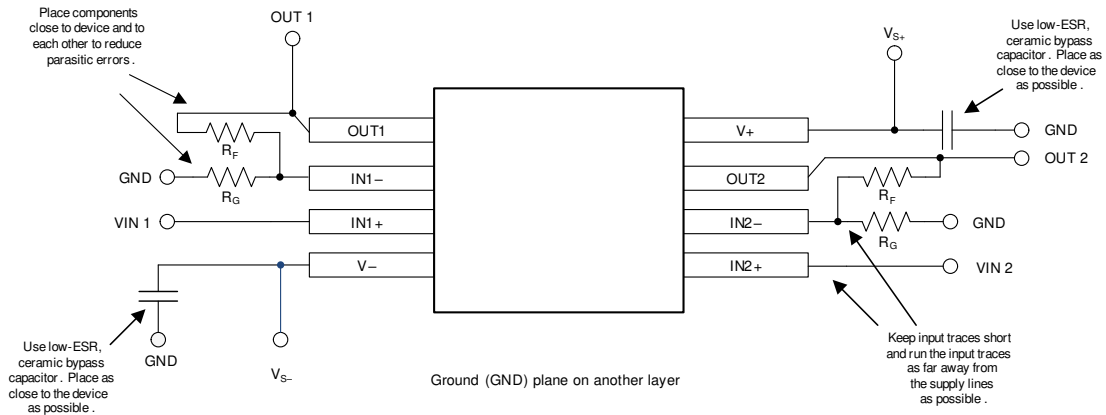 Place components
close to device and to
each other to reduce
parasitic errors .
OUT 1
VS+
Use low-ESR,
ceramic bypass
capacitor . Place as
close to the device
as possible .
OUT1
V+
GND
RF
OUT 2
GND
IN1−
OUT2
RF
RG
VIN 1
IN1+
IN2−
GND
RG
V−
IN2+
VIN 2
Use low-ESR,
ceramic bypass
capacitor . Place as
close to the device
as possible .
GND
VS−
Ground (GND) plane on another layer
Keep input traces short
and run the input traces
as far away from
the supply lines
as possible .